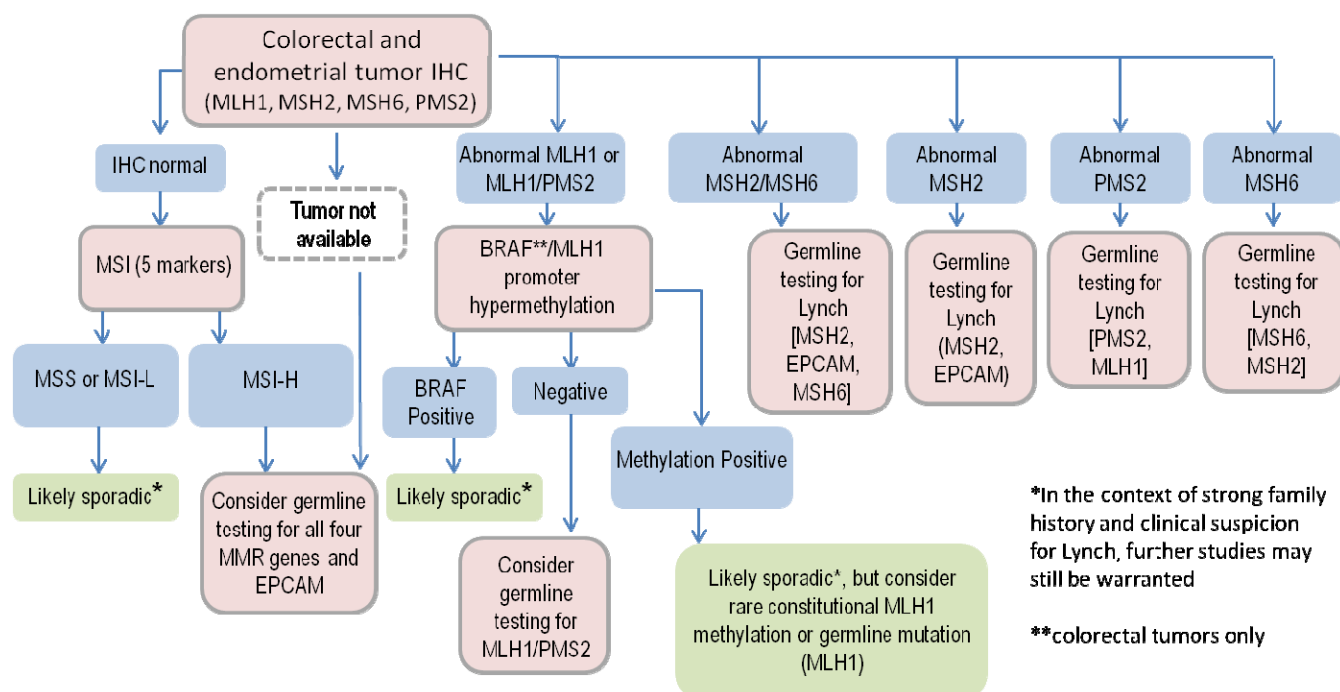 Colorectal and
endometrial tumor IHC
(MLH1, MSH2, MSH6, PMS2)
IHC normal
Tumor not
available
Abnormal MLH1 or
MLH1/PMS2
Abnormal
MSH2/MSH6
Abnormal
MSH2
Abnormal
PMS2
Abnormal
MSH6
MSI (5 markers)
BRAF**/MLH1
promoter
hypermethylation
Germline
testing for
Lynch
[MSH2,
EPCAM,
MSH6]
Germline
testing for
Lynch
(MSH2,
EPCAM)
Germline
testing for
Lynch
[PMS2,
MLH1]
Germline
testing for
Lynch
[MSH6,
MSH2]
MSS or MSI-L
MSI-H
BRAF
Positive
Negative
Methylation Positive
Likely sporadic*
Consider germline
testing for all four
MMR genes and
EPCAM
Likely sporadic*
Consider
germline
testing for
MLH1/PMS2
Likely sporadic*, but consider
rare constitutional MLH1
methylation or germline mutation
(MLH1)
*In the context of strong family
history and clinical suspicion
for Lynch, further studies may
still be warranted
**colorectal tumors only